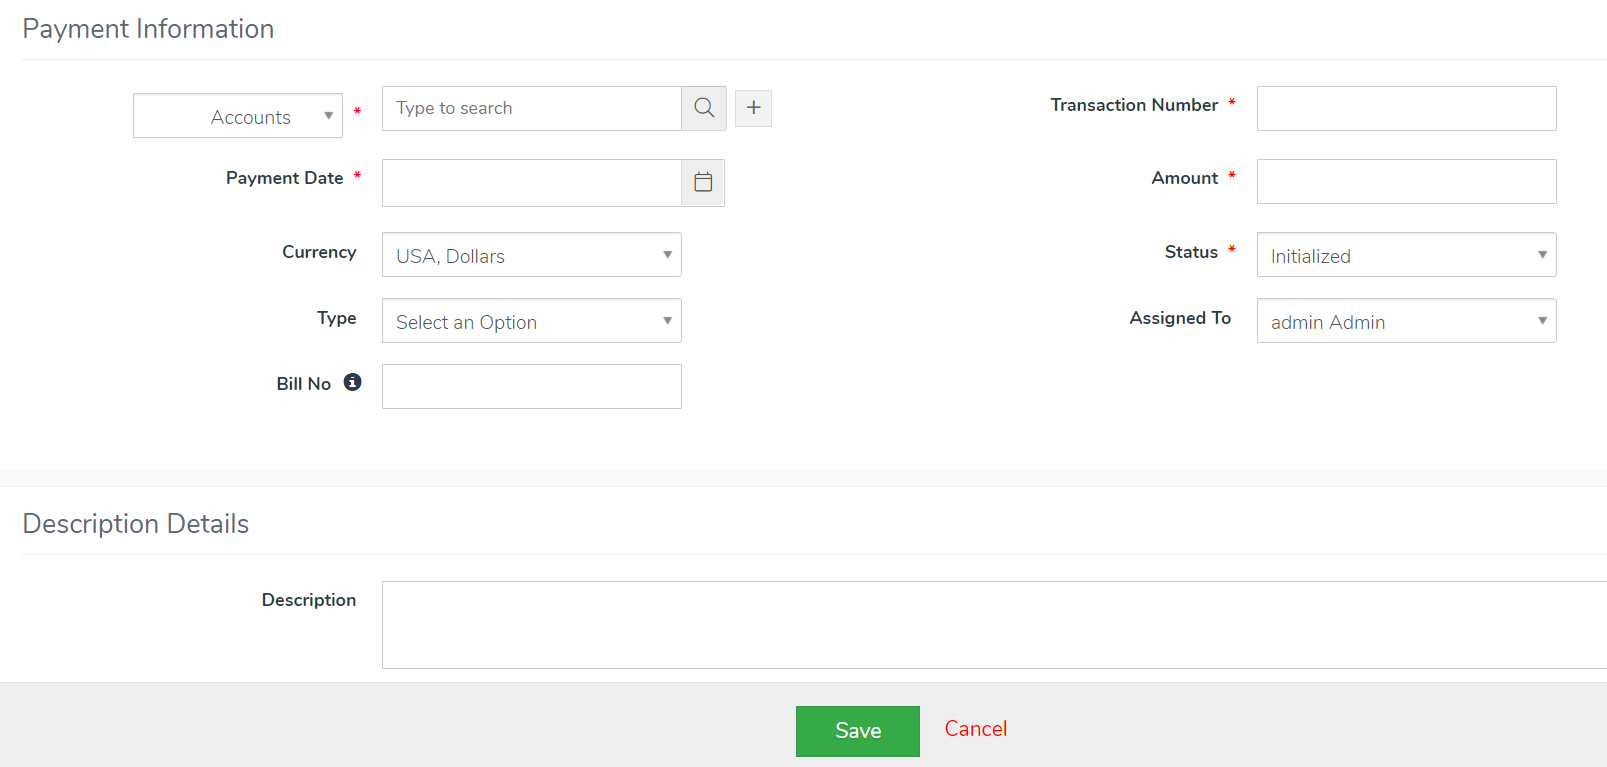 Payment Information
Accounts * Type to search +
Transaction Number *
Payment Date *
Amount *
Currency USA, Dollars
Status * Initialized
Type Select an Option
Assigned To admin Admin
Bill No
Description Details
Description
Save Cancel